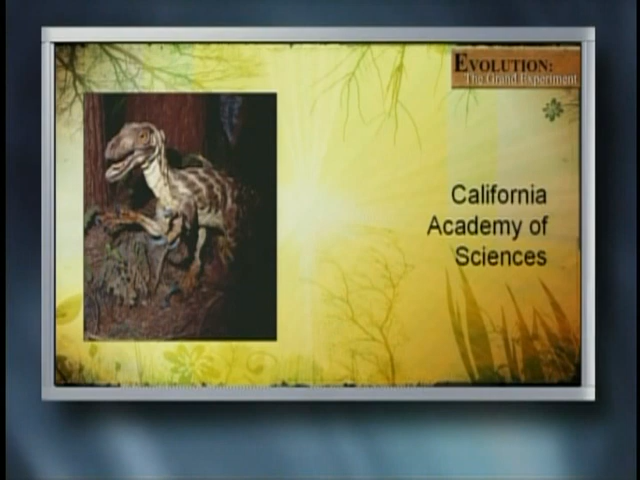 EVOLUTION:
The Grand Experiment
California
Academy of
Sciences